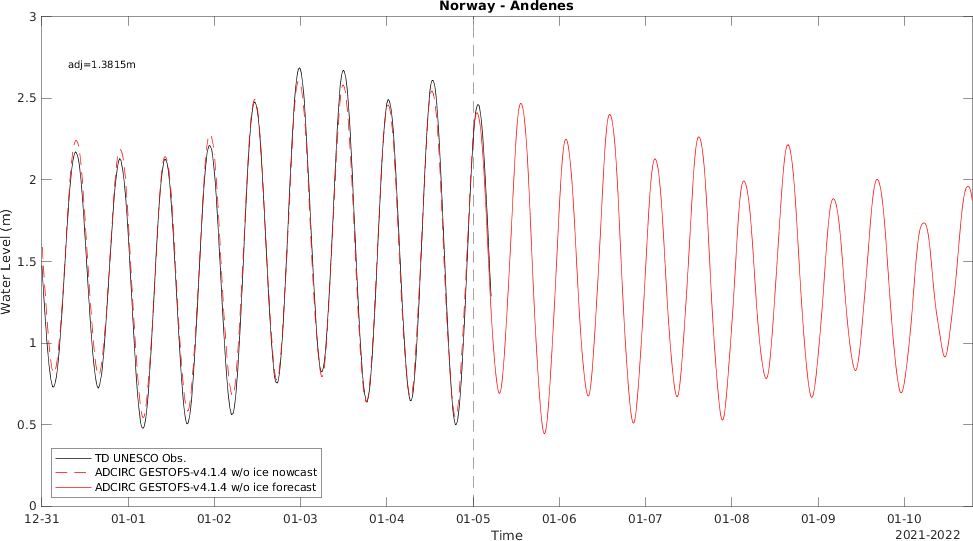 Norway - Andenes
3
adj=1.3815m
2.5
2
1.5
1
0.5
0
Water Level (m)
TD UNESCO Obs.
ADCIRC GESTOFS-v4.1.4 w/o ice nowcast
ADCIRC GESTOFS-v4.1.4 w/o ice forecast
12-31 01-01 01-02 01-03 01-04 01-05 01-06 01-07 01-08 01-09 01-10
Time
2021-2022